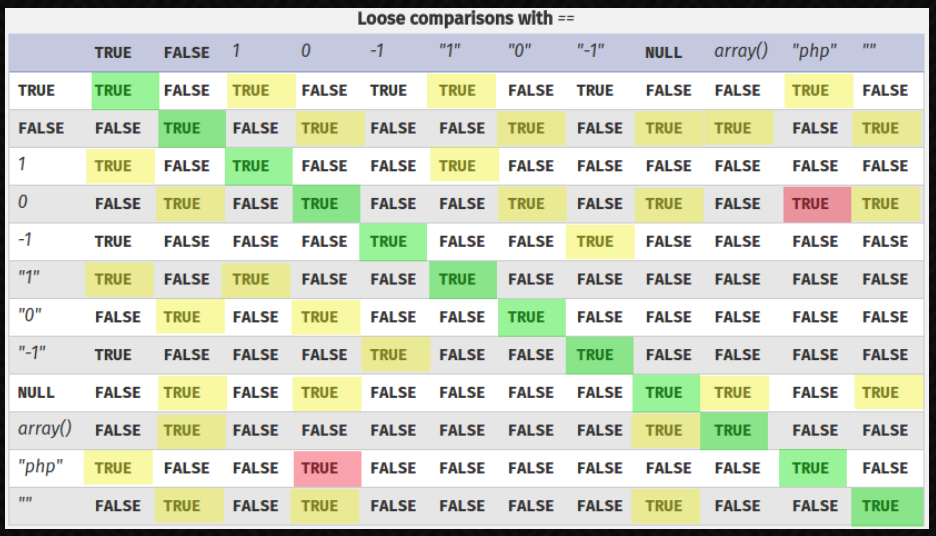 Loose comparisons with ==
TRUE FALSE 1 0 -1 "1" "0" "-1" NULL array() "php" ""
TRUE TRUE FALSE TRUE FALSE TRUE TRUE FALSE TRUE FALSE FALSE TRUE FALSE
FALSE FALSE TRUE FALSE TRUE FALSE FALSE TRUE FALSE TRUE TRUE FALSE TRUE
1 TRUE FALSE TRUE FALSE FALSE TRUE FALSE FALSE FALSE FALSE FALSE FALSE
0 FALSE TRUE FALSE TRUE FALSE FALSE TRUE FALSE TRUE FALSE TRUE TRUE
-1 TRUE FALSE FALSE FALSE TRUE FALSE FALSE TRUE FALSE FALSE FALSE FALSE
"1" TRUE FALSE TRUE FALSE FALSE TRUE FALSE FALSE FALSE FALSE FALSE FALSE
"0" FALSE TRUE FALSE TRUE FALSE FALSE TRUE FALSE FALSE FALSE FALSE FALSE
"-1" TRUE FALSE FALSE FALSE TRUE FALSE FALSE TRUE FALSE FALSE FALSE FALSE
NULL FALSE TRUE FALSE TRUE FALSE FALSE FALSE FALSE TRUE TRUE FALSE TRUE
array() FALSE TRUE FALSE FALSE FALSE FALSE FALSE FALSE TRUE TRUE FALSE FALSE
"php" TRUE FALSE FALSE TRUE FALSE FALSE FALSE FALSE FALSE FALSE TRUE FALSE
"" FALSE TRUE FALSE TRUE FALSE FALSE FALSE FALSE TRUE FALSE FALSE TRUE